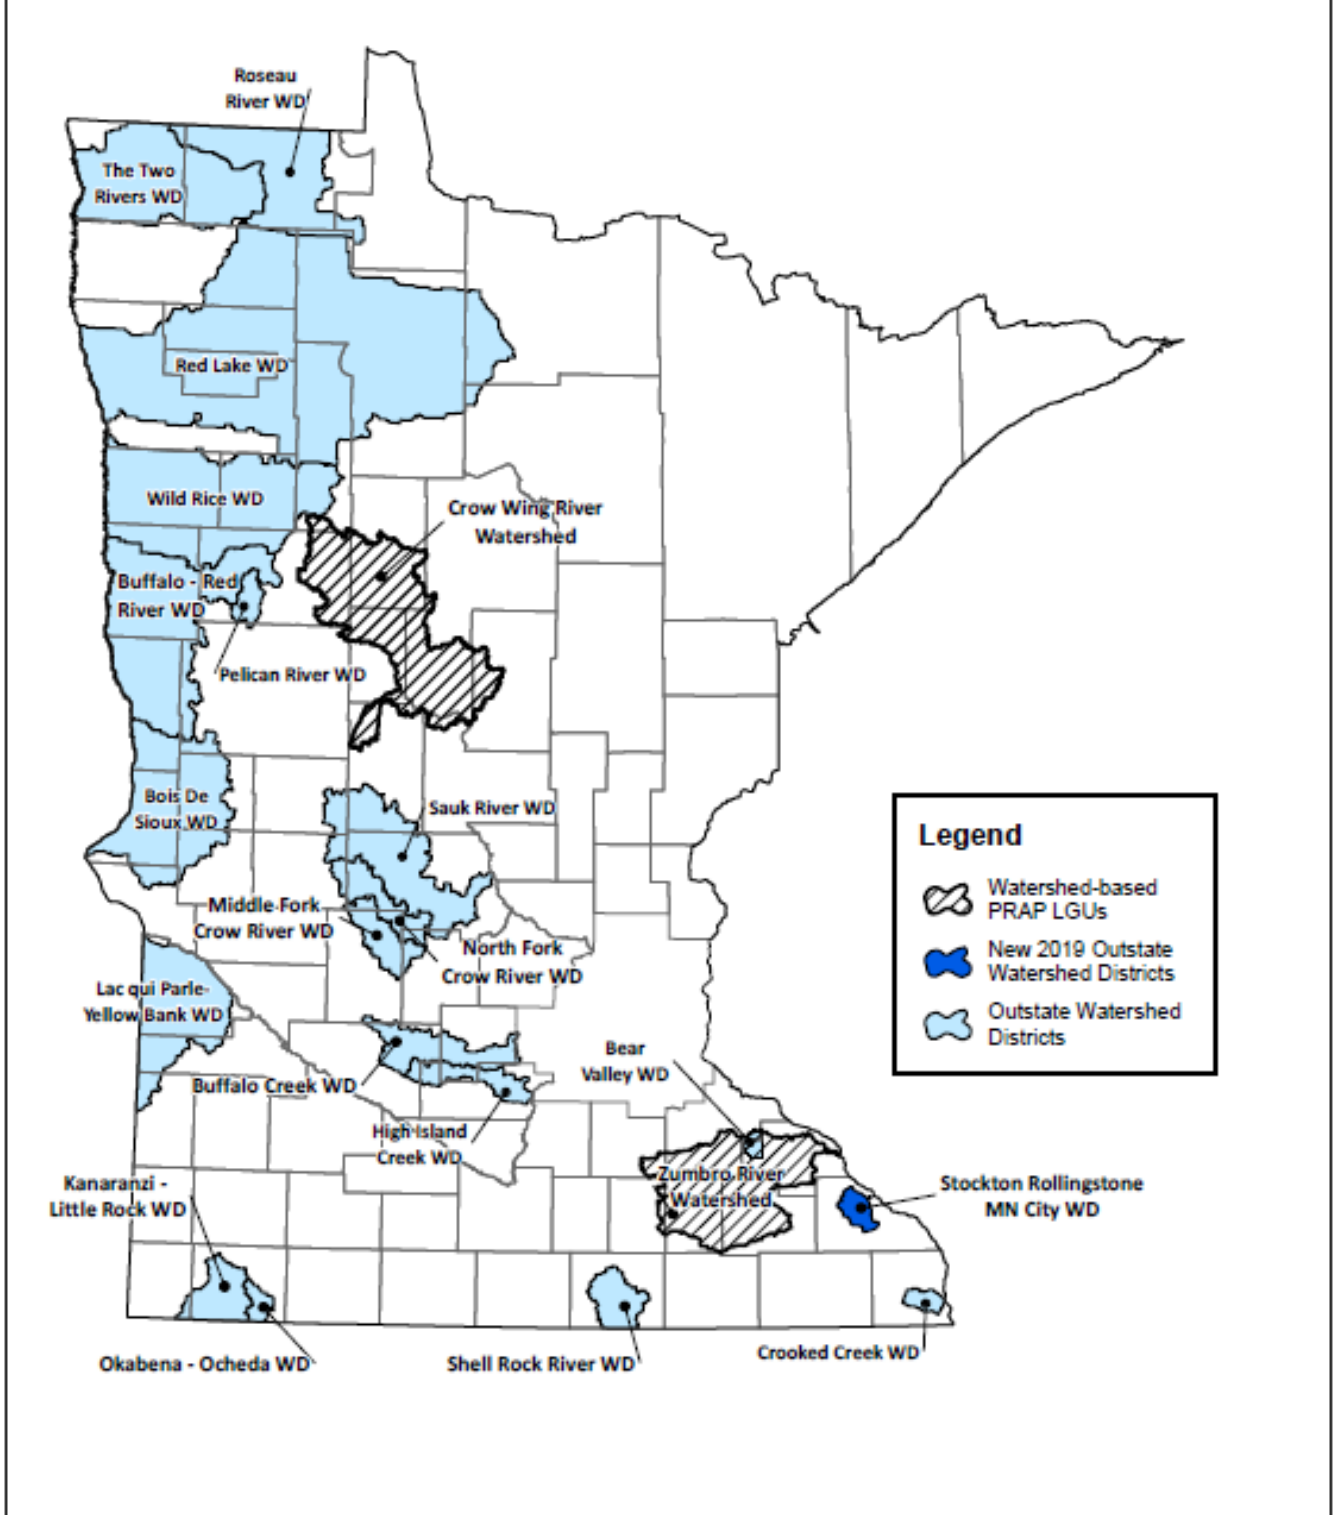 Roseau
River WD
The Two
Rivers WD
Red Lake WD
Wild Rice WD
Crow Wing River
Watershed
Buffalo - Red
River WD
Pelican River WD
Bois De
Sioux WD
Sauk River WD
Middle Fork
Crow River WD
North Fork
Crow River WD
Lac qui Parle-
Yellow Bank WD
Buffalo Creek WD
High Island
Creek WD
Bear
Valley WD
Zumbro River
Watershed
Kanaranzi -
Little Rock WD
Stockton Rollingstone
MN City WD
Okabena - Ocheda WD
Shell Rock River WD
Crooked Creek WD
Legend
Watershed-based
PRAP LGUs
New 2019 Outstate
Watershed Districts
Outstate Watershed
Districts